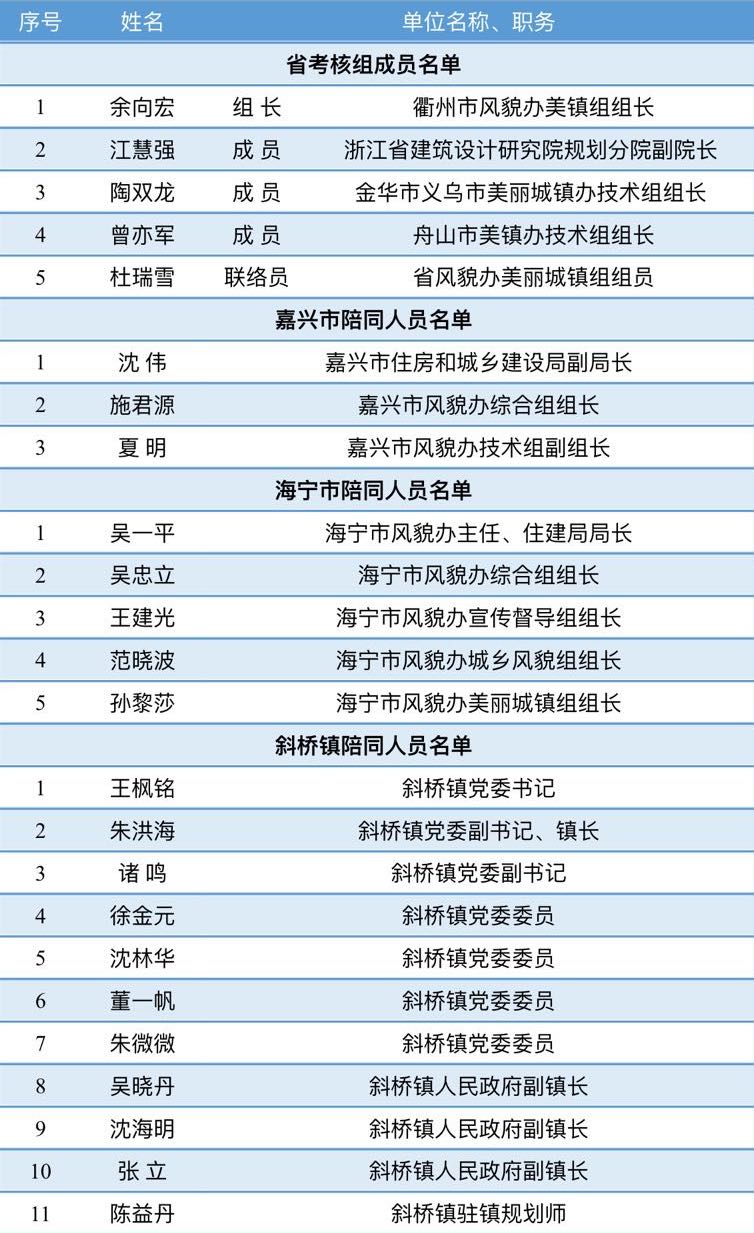 序号 姓名 单位名称、职务
省考核组成员名单
1 余向宏 组 长 衢州市风貌办美镇组组长
2 江慧强 成 员 浙江省建筑设计研究院规划分院副院长
3 陶双龙 成 员 金华市义乌市美丽城镇办技术组组长
4 曾亦军 成 员 舟山市美镇办技术组组长
5 杜瑞雪 联络员 省风貌办美丽城镇组组员
嘉兴市陪同人员名单
1 沈 伟 嘉兴市住房和城乡建设局副局长
2 施君源 嘉兴市风貌办综合组组长
3 夏 明 嘉兴市风貌办技术组副组长
海宁市陪同人员名单
1 吴一平 海宁市风貌办主任、住建局局长
2 吴忠立 海宁市风貌办综合组组长
3 王建光 海宁市风貌办宣传督导组组长
4 范晓波 海宁市风貌办城乡风貌组组长
5 孙黎莎 海宁市风貌办美丽城镇组组长
斜桥镇陪同人员名单
1 王枫铭 斜桥镇党委书记
2 朱洪海 斜桥镇党委副书记、镇长
3 诸 鸣 斜桥镇党委副书记
4 徐金元 斜桥镇党委委员
5 沈林华 斜桥镇党委委员
6 董一帆 斜桥镇党委委员
7 朱微微 斜桥镇党委委员
8 吴晓丹 斜桥镇人民政府副镇长
9 沈海明 斜桥镇人民政府副镇长
10 张 立 斜桥镇人民政府副镇长
11 陈益丹 斜桥镇驻镇规划师